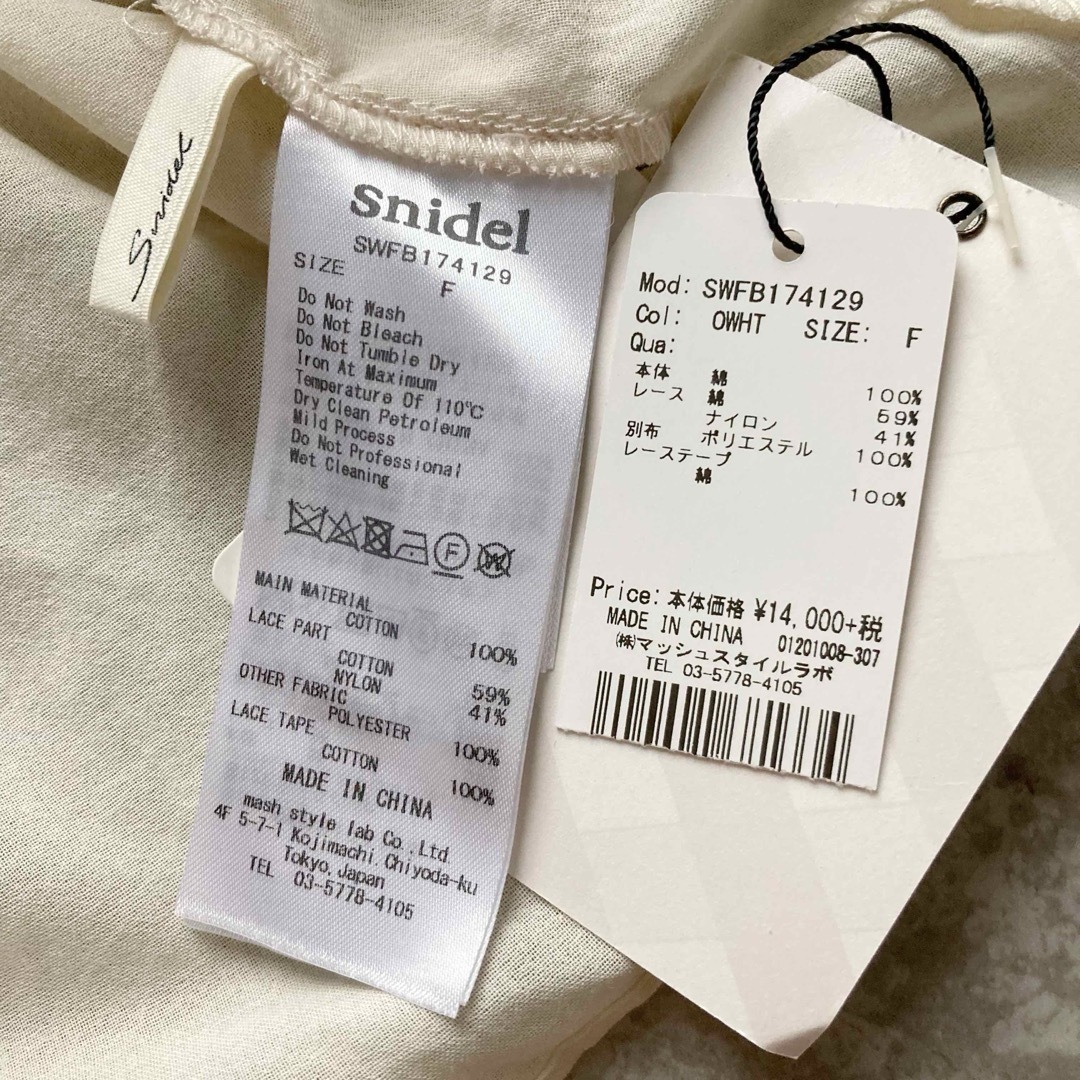 Snidel
snidel
SWFB174129
SIZE
F
Do Not Wash
Do Not Bleach
Do Not Tumble Dry
Iron At Maximum
Temperature Of 110℃
Dry Clean Petroleum
Mild Process
Do Not Professional
Wet Cleaning
F W
MAIN MATERIAL
COTTON 100%
LACE PART
COTTON 59%
NYLON 41%
OTHER FABRIC
POLYESTER 100%
LACE TAPE
COTTON 100%
MADE IN CHINA
mash style lab Co.,Ltd.
4F 5-7-1 Kojimachi,Chiyoda-ku
Tokyo,Japan
TEL 03-5778-4105
Mod: SWFB174129
Col: OWHT SIZE: F
Qua:
本体 綿 100%
レース 綿 59%
ナイロン 41%
別布 ポリエステル 100%
レーステープ
綿 100%
Price: 本体価格 ¥14,000+税
MADE IN CHINA 01201008-307
㈱マッシュスタイルラボ
TEL 03-5778-4105